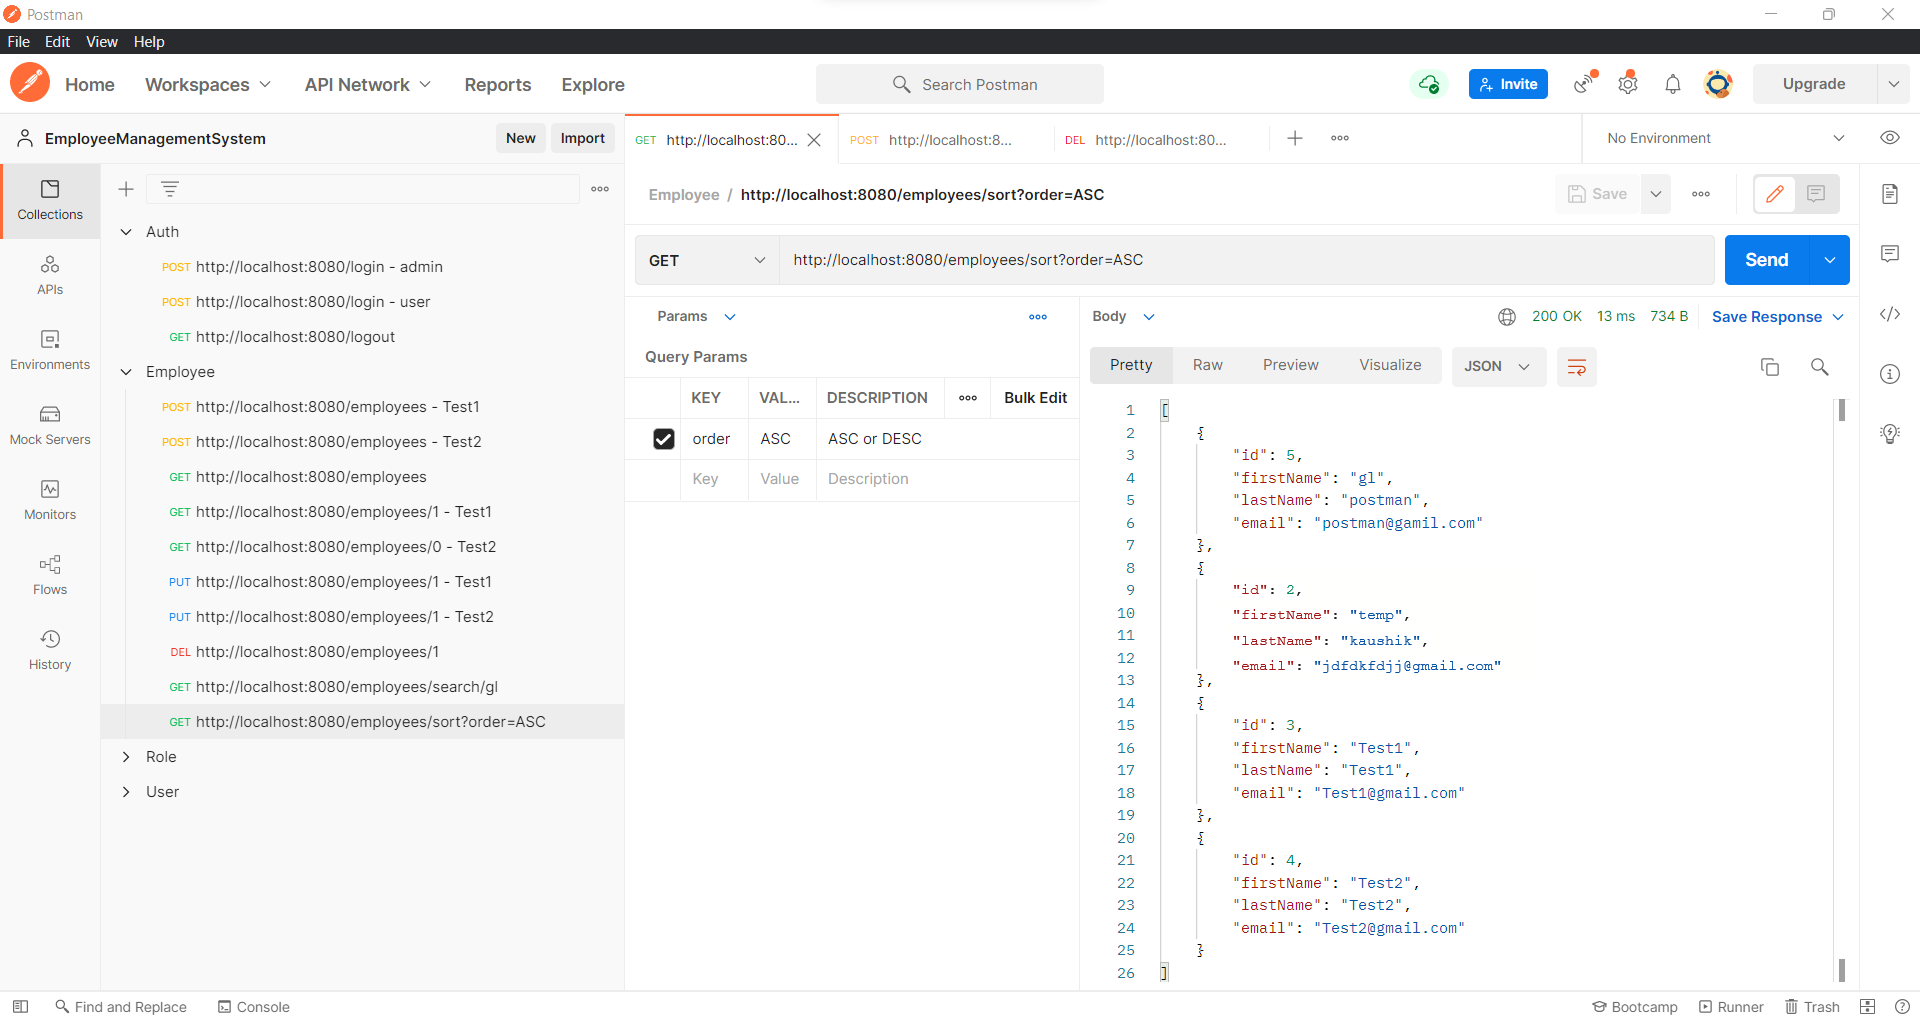 Postman
File Edit View Help
Home Workspaces API Network Reports Explore Search Postman Invite Upgrade
EmployeeManagementSystem New Import
GET http://localhost:80... POST http://localhost:8... DEL http://localhost:80... No Environment
Collections
APIs
Environments
Mock Servers
Monitors
Flows
History
Auth
POST http://localhost:8080/login - admin
POST http://localhost:8080/login - user
GET http://localhost:8080/logout
Employee
POST http://localhost:8080/employees - Test1
POST http://localhost:8080/employees - Test2
GET http://localhost:8080/employees
GET http://localhost:8080/employees/1 - Test1
GET http://localhost:8080/employees/0 - Test2
PUT http://localhost:8080/employees/1 - Test1
PUT http://localhost:8080/employees/1 - Test2
DEL http://localhost:8080/employees/1
GET http://localhost:8080/employees/search/gl
GET http://localhost:8080/employees/sort?order=ASC
Role
User
Employee / http://localhost:8080/employees/sort?order=ASC Save
GET http://localhost:8080/employees/sort?order=ASC Send
Params
Query Params
KEY VAL... DESCRIPTION Bulk Edit
order ASC ASC or DESC
Key Value Description
Body 200 OK 13 ms 734 B Save Response
Pretty Raw Preview Visualize JSON
1 [
2 {
3 "id": 5,
4 "firstName": "gl",
5 "lastName": "postman",
6 "email": "postman@gamil.com"
7 },
8 {
9 "id": 2,
10 "firstName": "temp",
11 "lastName": "kaushik",
12 "email": "jdfdkfdjj@gmail.com"
13 },
14 {
15 "id": 3,
16 "firstName": "Test1",
17 "lastName": "Test1",
18 "email": "Test1@gmail.com"
19 },
20 {
21 "id": 4,
22 "firstName": "Test2",
23 "lastName": "Test2",
24 "email": "Test2@gmail.com"
25 }
26 ]
Find and Replace Console Bootcamp Runner Trash